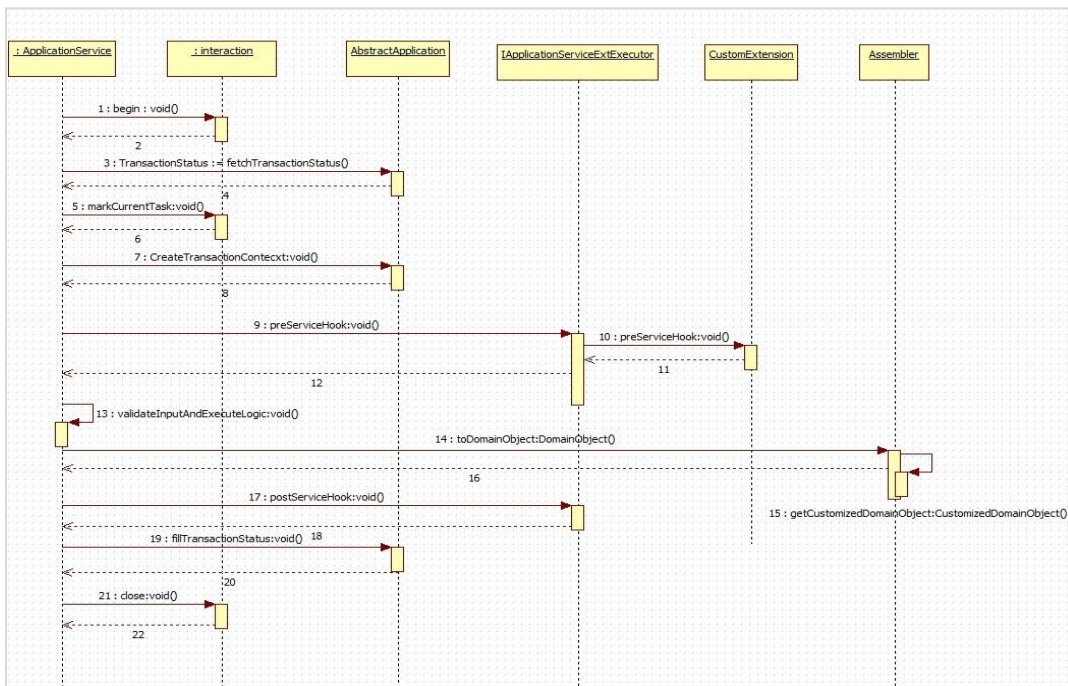 : ApplicationService
: interaction
AbstractApplication
IApplicationServiceExtExecutor
CustomExtension
Assembler
1 : begin : void()
2
3 : TransactionStatus := fetchTransactionStatus()
4
5 : markCurrentTask:void()
6
7 : CreateTransactionContecxt:void()
8
9 : preServiceHook:void()
10 : preServiceHook:void()
11
12
13 : validateInputAndExecuteLogic:void()
14 : toDomainObject:DomainObject()
16
17 : postServiceHook:void()
15 : getCustomizedDomainObject:CustomizedDomainObject()
18
19 : fillTransactionStatus:void()
20
21 : close:void()
22